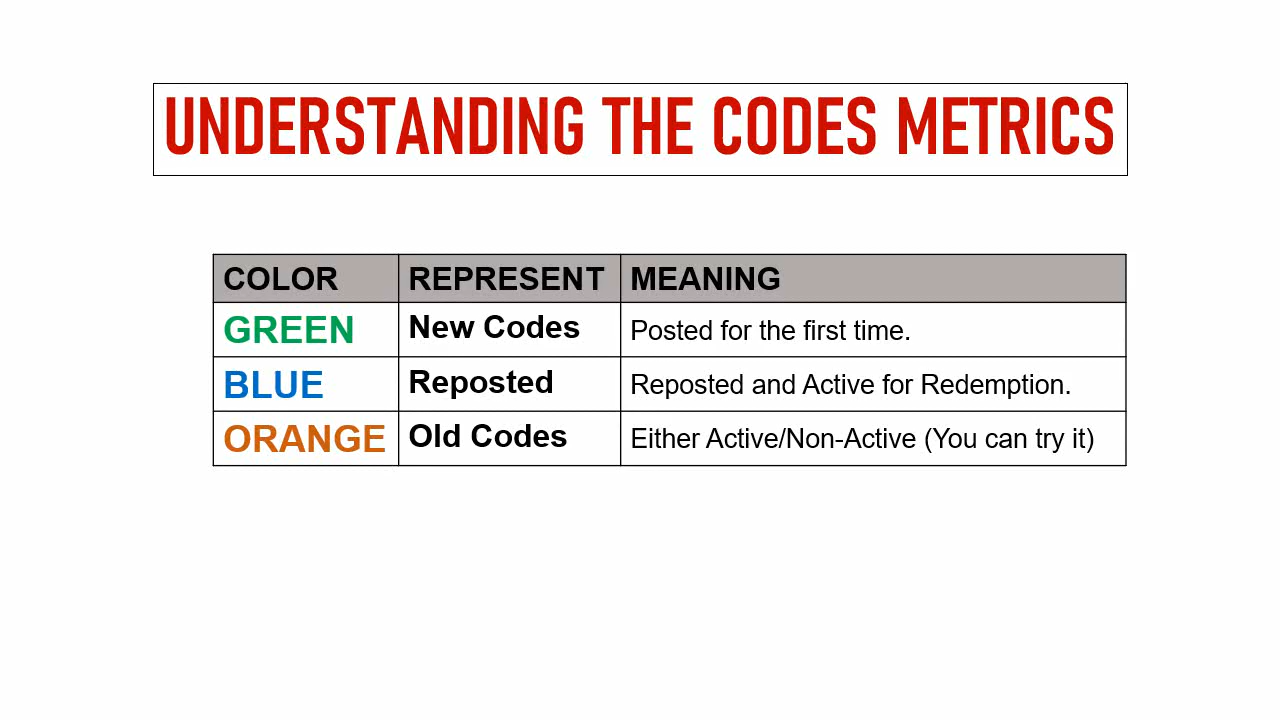 UNDERSTANDING THE CODES METRICS
COLOR REPRESENT MEANING
GREEN New Codes Posted for the first time.
BLUE Reposted Reposted and Active for Redemption.
ORANGE Old Codes Either Active/Non-Active (You can try it)